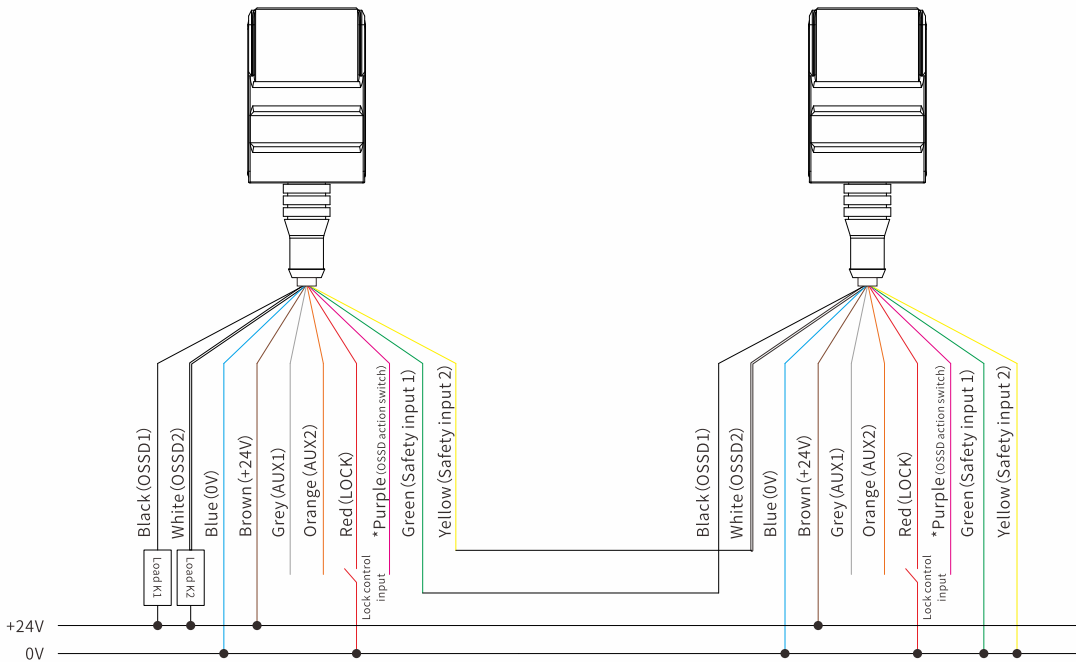 Black(OSSD1)
White(OSSD2)
Blue(0V)
Brown(+24V)
Grey(AUX1)
Orange(AUX2)
Red(LOCK)
*Purple(OSSD action switch)
Green(Safety input 1)
Yellow(Safety input 2)
Load K1
Load K2
Lock control
input
Black(OSSD1)
White(OSSD2)
Blue(0V)
Brown(+24V)
Grey(AUX1)
Orange(AUX2)
Red(LOCK)
*Purple(OSSD action switch)
Green(Safety input 1)
Yellow(Safety input 2)
Lock control
input
+24V
0V